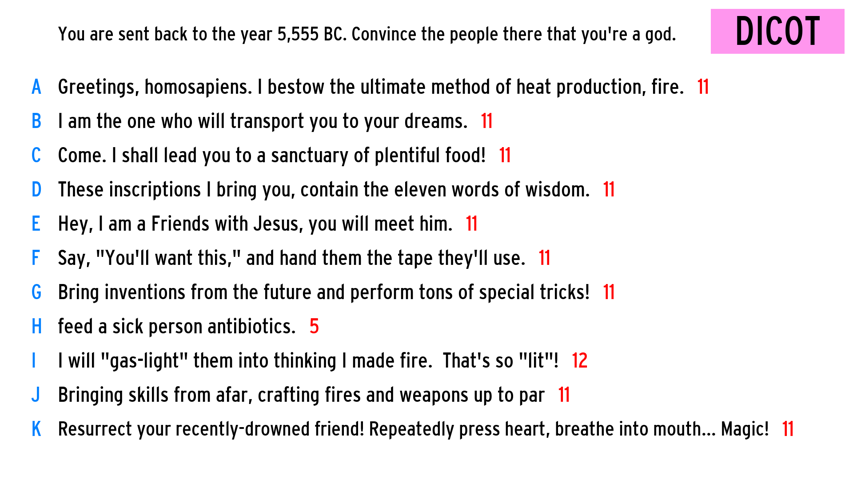 You are sent back to the year 5,555 BC. Convince the people there that you're a god.
DICOT
A Greetings, homosapiens. I bestow the ultimate method of heat production, fire. 11
B I am the one who will transport you to your dreams. 11
C Come. I shall lead you to a sanctuary of plentiful food! 11
D These inscriptions I bring you, contain the eleven words of wisdom. 11
E Hey, I am a Friends with Jesus, you will meet him. 11
F Say, "You'll want this," and hand them the tape they'll use. 11
G Bring inventions from the future and perform tons of special tricks! 11
H feed a sick person antibiotics. 5
I I will "gas-light" them into thinking I made fire. That's so "lit"! 12
J Bringing skills from afar, crafting fires and weapons up to par 11
K Resurrect your recently-drowned friend! Repeatedly press heart, breathe into mouth... Magic! 11